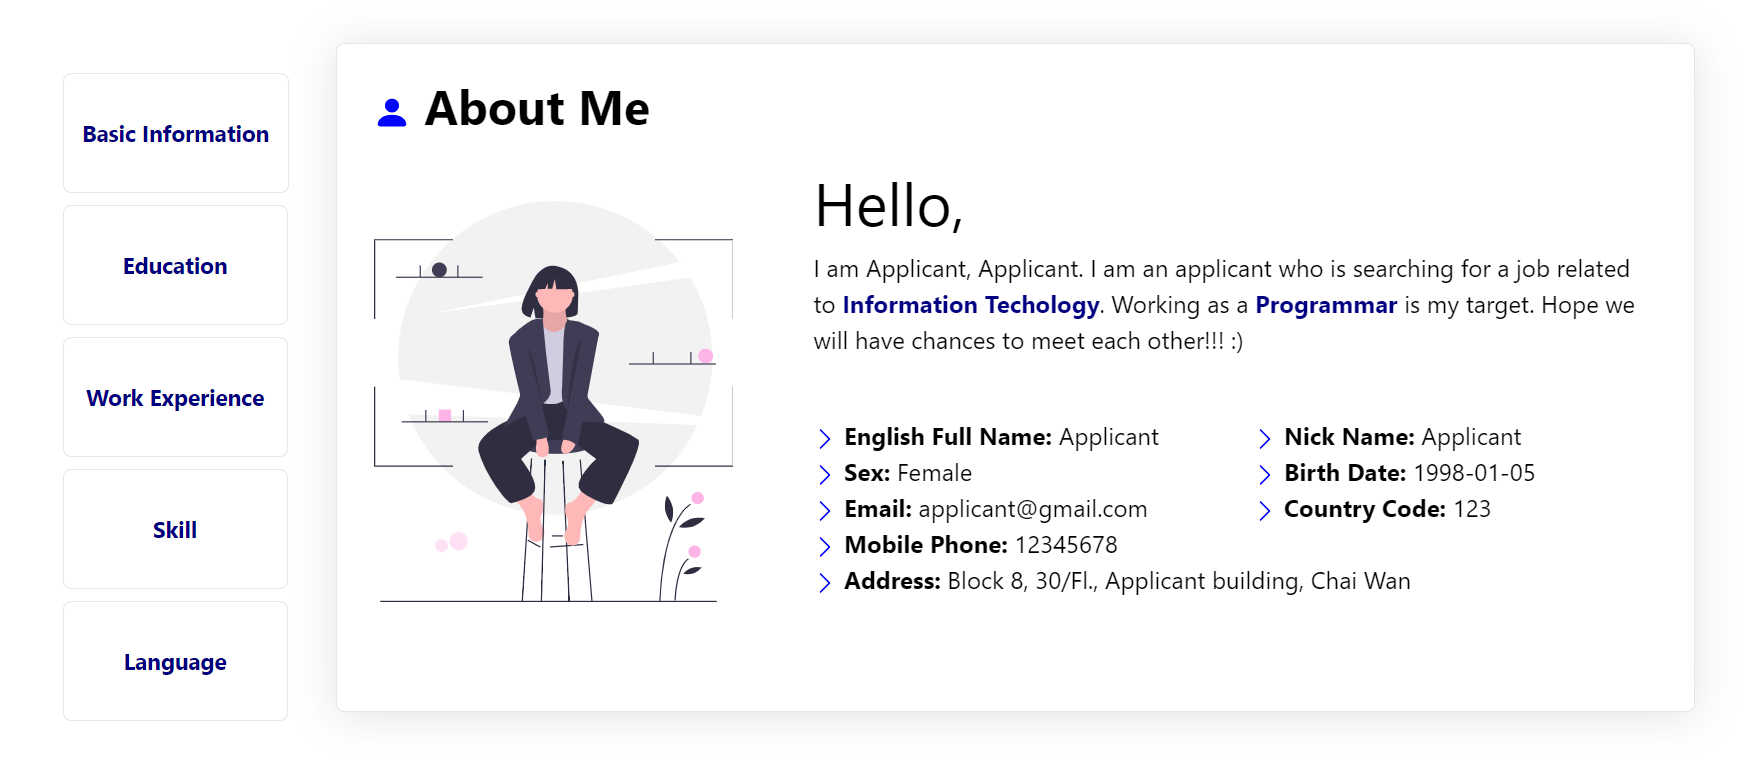 Basic Information
Education
Work Experience
Skill
Language
About Me
Hello,
I am Applicant, Applicant. I am an applicant who is searching for a job related
to Information Techology. Working as a Programmar is my target. Hope we
will have chances to meet each other!!! :)
English Full Name: Applicant
Nick Name: Applicant
Sex: Female
Birth Date: 1998-01-05
Email: applicant@gmail.com
Country Code: 123
Mobile Phone: 12345678
Address: Block 8, 30/Fl., Applicant building, Chai Wan